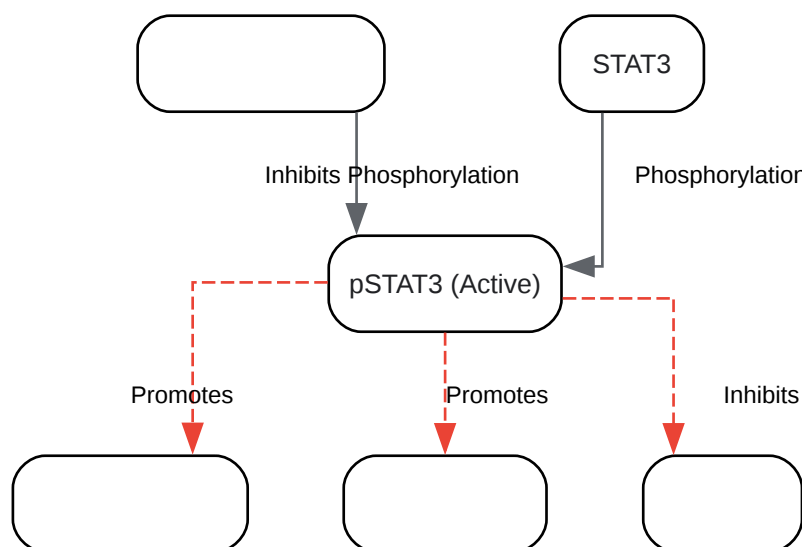 STAT3
Inhibits Phosphorylation
Phosphorylation
pSTAT3 (Active)
Promotes
Promotes
Inhibits